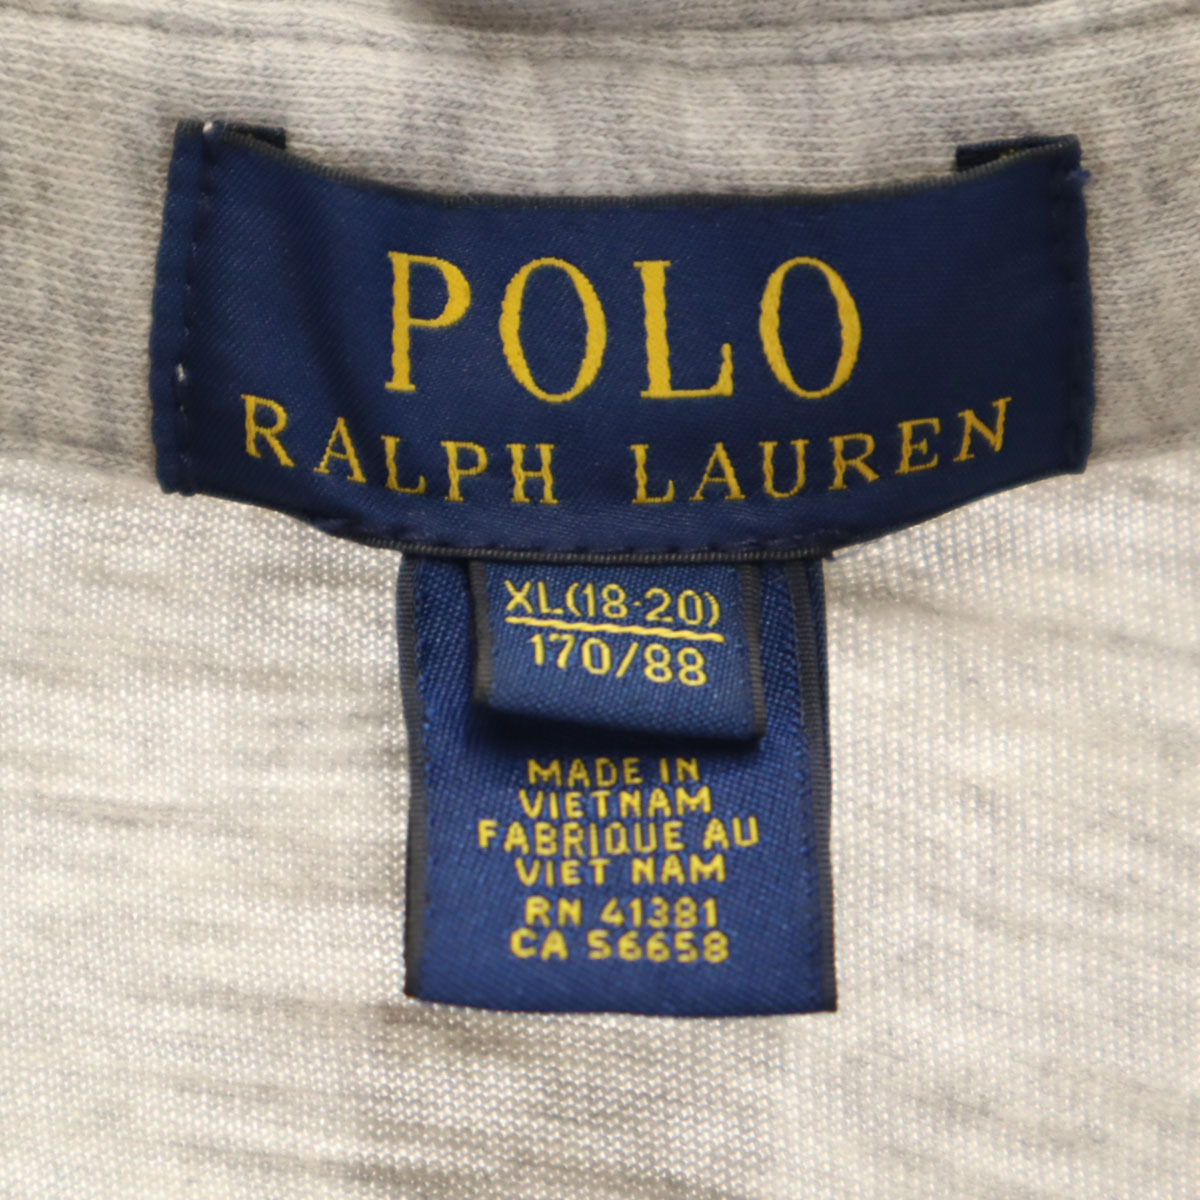 POLO
RALPH LAUREN
XL(18-20)
170/88
MADE IN
VIETNAM
FABRIQUE AU
VIET NAM
RN 41381
CA 56658